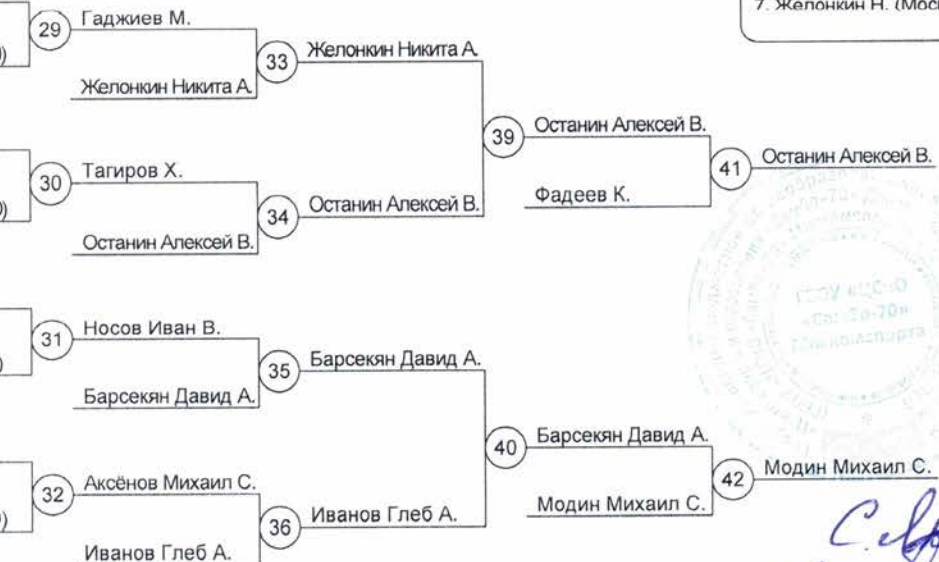 7. Желонкин Н. (Моск
29 Гаджиев М.
33 Желонкин Никита А.
Желонкин Никита А.
39 Останин Алексей В.
30 Тагиров Х.
41 Останин Алексей В.
34 Останин Алексей В.
Фадеев К.
Останин Алексей В.
31 Носов Иван В.
35 Барсекян Давид А.
Барсекян Давид А.
40 Барсекян Давид А.
32 Аксёнов Михаил С.
42 Модин Михаил С.
36 Иванов Глеб А.
Модин Михаил С.
Иванов Глеб А.